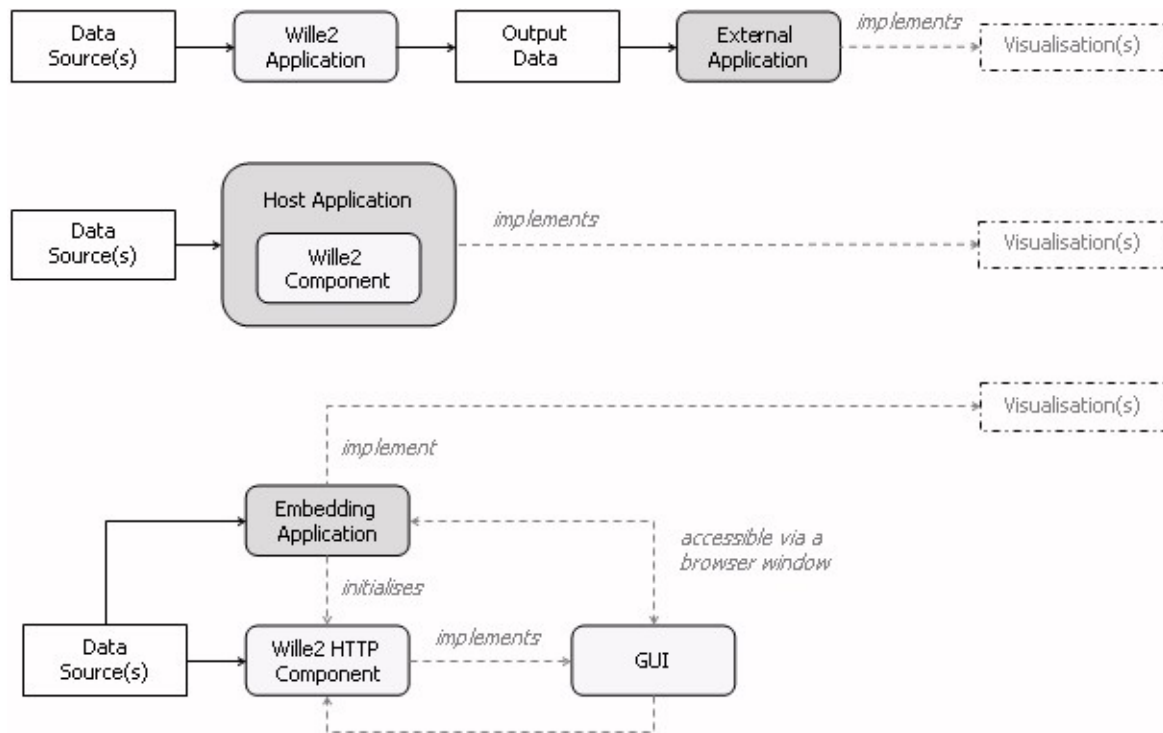 Data
Source(s)
Wille2
Application
Output
Data
External
Application
implements
Visualisation(s)
Data
Source(s)
Host Application
Wille2
Component
implements
Visualisation(s)
Visualisation(s)
implement
Embedding
Application
accessible via a
browser window
initialises
Data
Source(s)
Wille2 HTTP
Component
implements
GUI